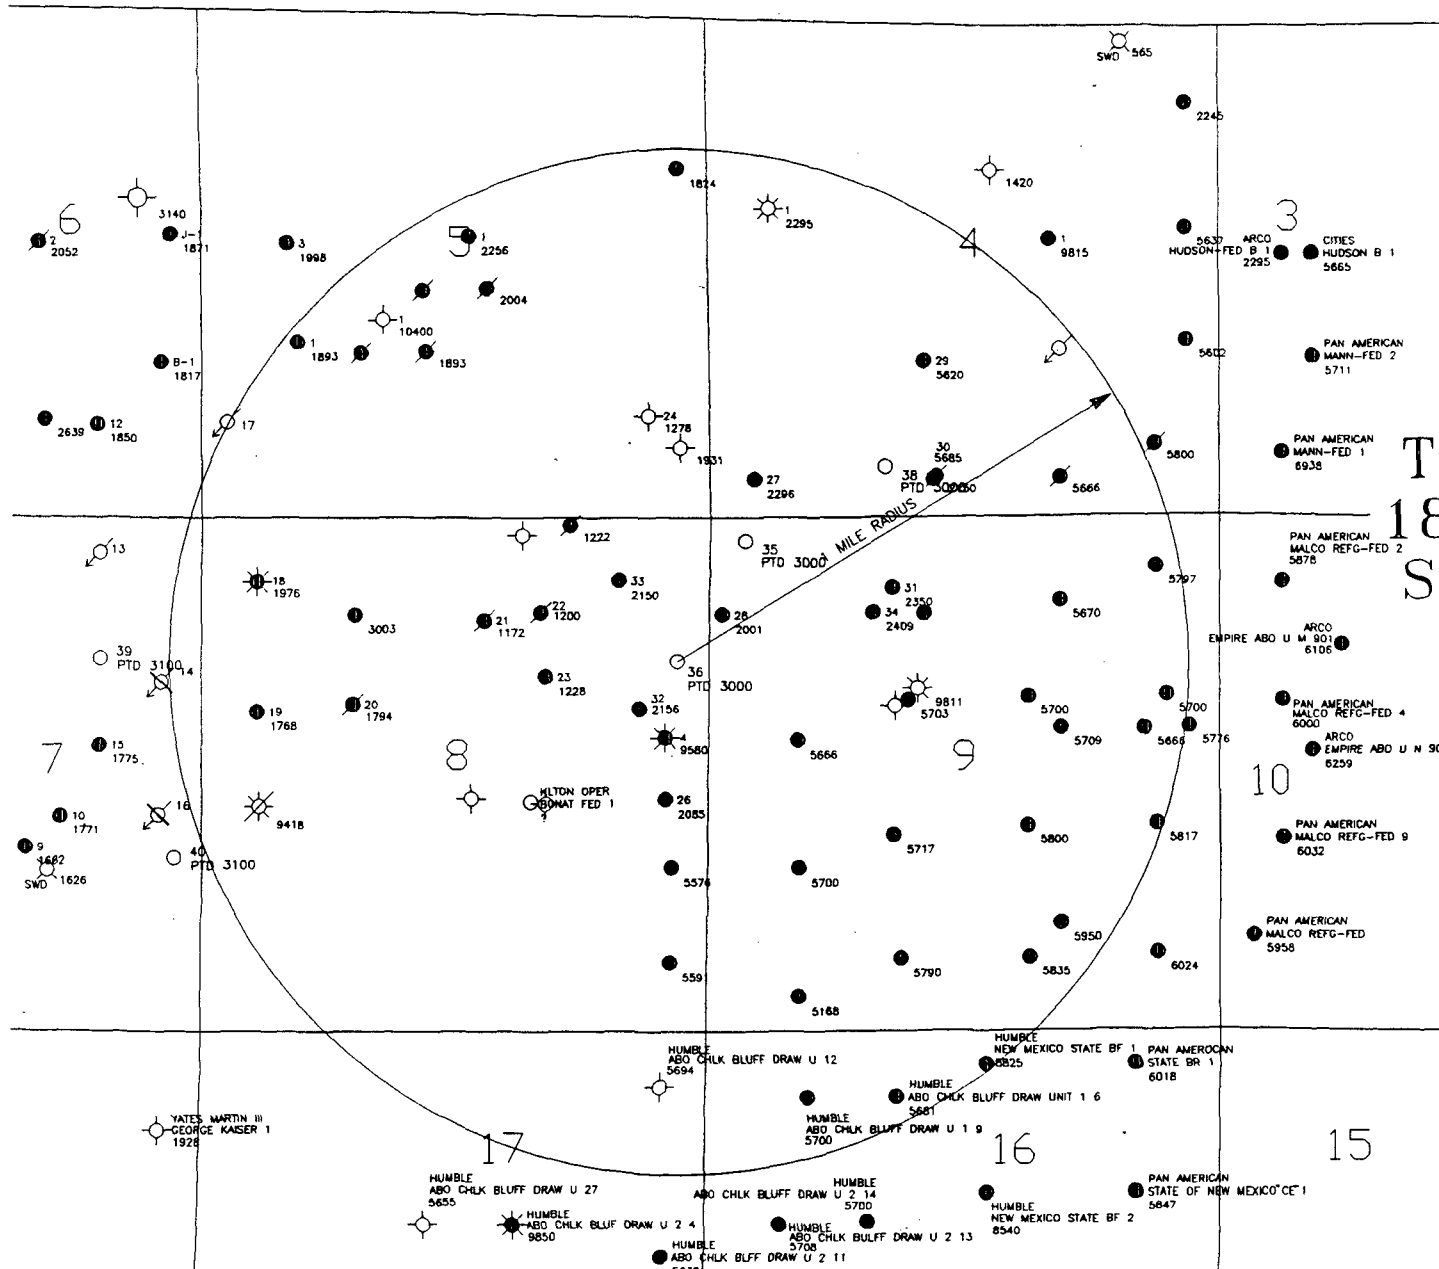 SWD 565
2245
1824
1420
1
2295
6
3140
J-1
1871
2
2052
3
1998
5
1
2256
4
1
9815
5637
3
ARCO
HUDSON-FED B 1
2295
CITIES
HUDSON B 1
5665
2004
1
10400
1
1893
1893
B-1
1817
29
5620
5602
PAN AMERICAN
MANN-FED 2
5711
2639
12
1850
17
24
1278
1931
27
2296
30
5685
38
PTD 3000
5666
5800
PAN AMERICAN
MANN-FED 1
6938
T
18
S
1 MILE RADIUS
13
1222
35
PTD 3000
PAN AMERICAN
MALCO REFG-FED 2
5878
18
1976
33
2150
31
2350
5797
3003
21
1172
22
1200
28
2001
34
2409
5670
ARCO
EMPIRE ABO U M 901
6106
39
PTD 3100
14
36
PTD 3000
23
1228
19
1768
20
1794
32
2156
9811
5703
5700
5700
PAN AMERICAN
MALCO REFG-FED 4
6000
7
15
1775
8
4
9580
5666
9
5709
5665
5776
ARCO
EMPIRE ABO U N 90
6259
10
10
1771
16
9418
HLTON OPER
BONAT FED 1
?
26
2085
5717
5800
5817
PAN AMERICAN
MALCO REFG-FED 9
6032
9
1662
SWD 1626
40
PTD 3100
5576
5700
5950
PAN AMERICAN
MALCO REFG-FED
5958
5591
5790
5835
6024
5168
HUMBLE
ABO CHLK BLUFF DRAW U 12
5694
HUMBLE
NEW MEXICO STATE BF 1
5825
PAN AMEROCAN
STATE BR 1
6018
HUMBLE
ABO CHLK BLUFF DRAW UNIT 1 6
5681
YATES MARTIN III
GEORGE KAISER 1
1928
HUMBLE
ABO CHLK BLUFF DRAW U 1 9
5700
17
16
15
HUMBLE
ABO CHLK BLUFF DRAW U 27
5655
HUMBLE
ABO CHLK BLUFF DRAW U 2 14
5700
PAN AMERICAN
STATE OF NEW MEXICO "CE" 1
5847
HUMBLE
ABO CHLK BLUF DRAW U 2 4
9850
HUMBLE
ABO CHLK BULFF DRAW U 2 13
5708
HUMBLE
NEW MEXICO STATE BF 2
8540
HUMBLE
ABO CHLK BLFF DRAW U 2 11